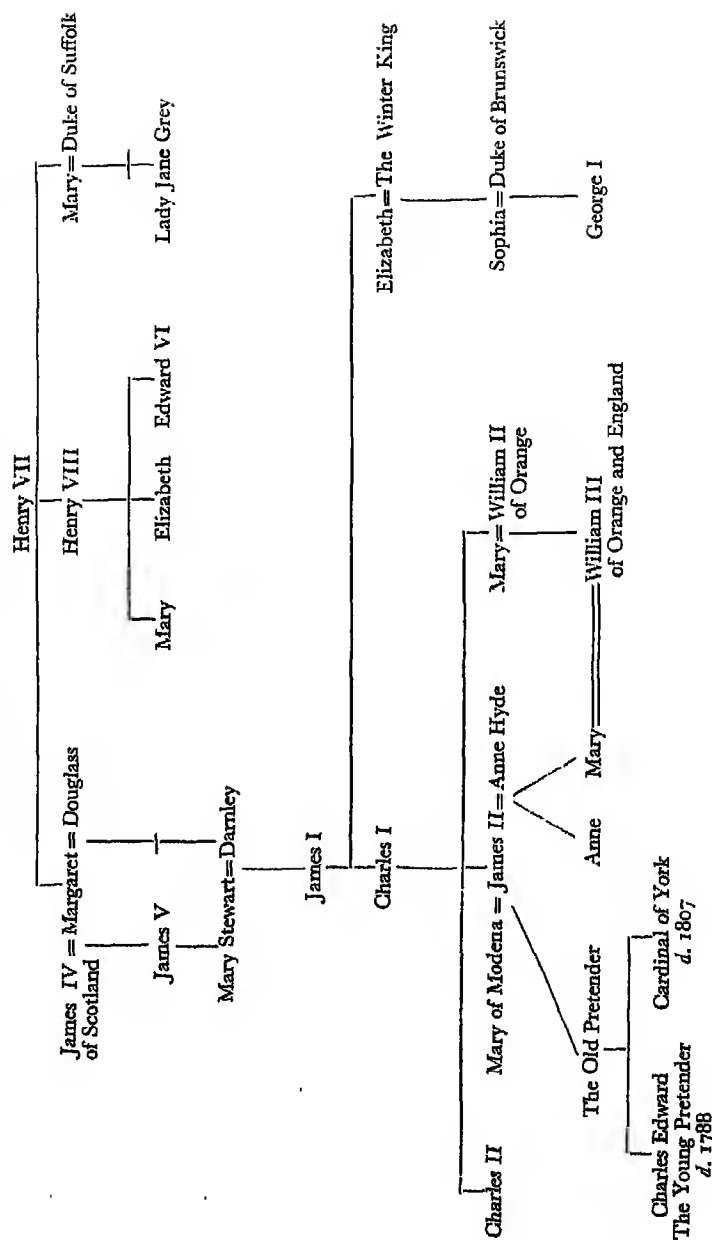 Henry VII
James IV = Margaret = Douglass
of Scotland
Henry VIII
Mary = Duke of Suffolk
James V
Mary
Elizabeth
Edward VI
Lady Jane Grey
Mary Stewart = Darnley
James I
Charles I
Elizabeth = The Winter King
Charles II
Mary of Modena = James II = Anne Hyde
Mary = William II
of Orange
Sophia = Duke of Brunswick
The Old Pretender
Anne
Mary
William III
of Orange and England
George I
Charles Edward
The Young Pretender
d. 1788
Cardinal of York
d. 1807